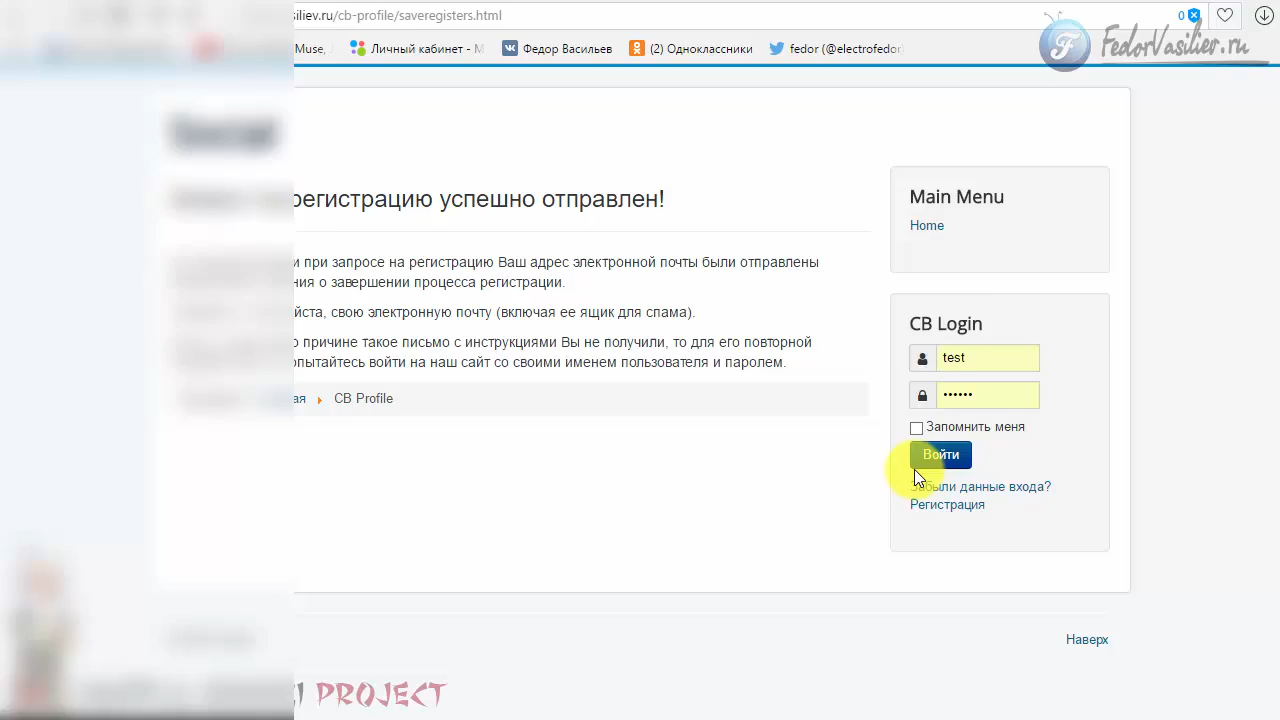 siliev.ru/cb-profile/saveregisters.html
0
Muse,
Личный кабинет - М
Федор Васильев
(2) Одноклассники
fedor (@electrofedor
FedorVasiliev.ru
регистрацию успешно отправлен!
и при запросе на регистрацию Ваш адрес электронной почты были отправлены
ния о завершении процесса регистрации.
йста, свою электронную почту (включая ее ящик для спама).
о причине такое письмо с инструкциями Вы не получили, то для его повторной
опытайтесь войти на наш сайт со своими именем пользователя и паролем.
ая
CB Profile
Main Menu
Home
CB Login
test
••••••
Запомнить меня
Войти
Забыли данные входа?
Регистрация
Наверх
PROJECT